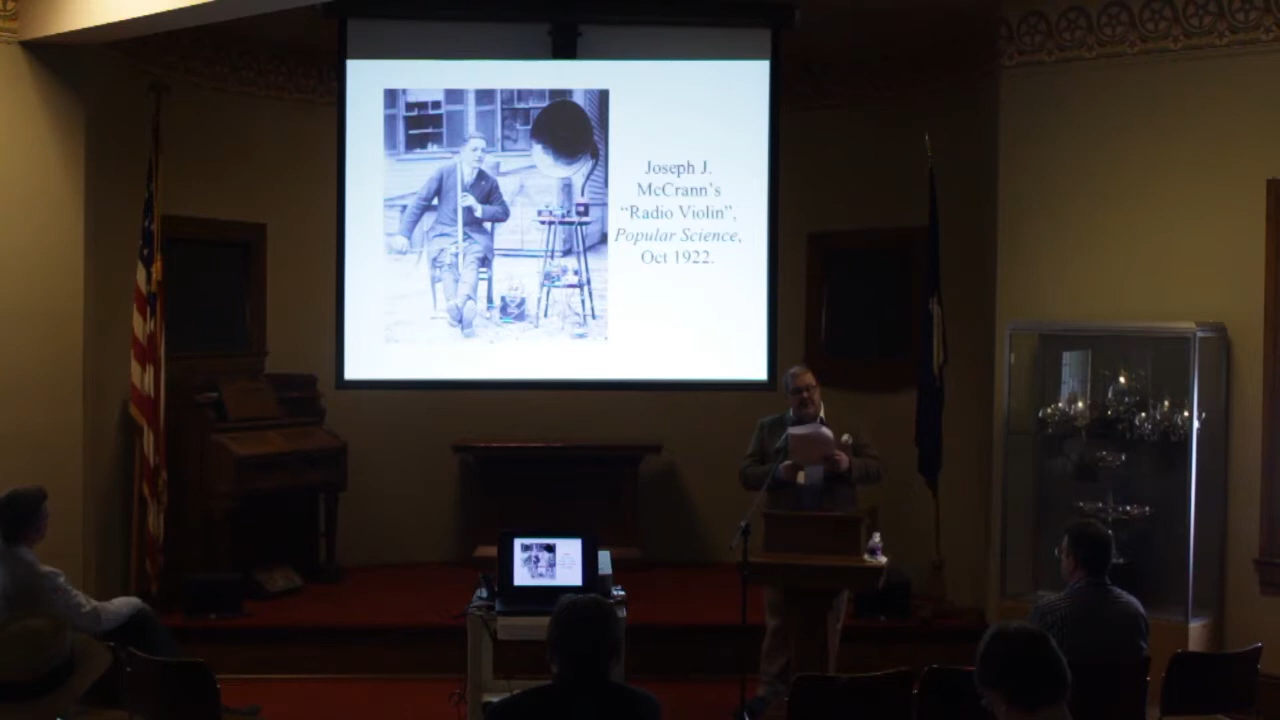 Joseph J.
McCrann's
“Radio Violin”,
Popular Science,
Oct 1922.